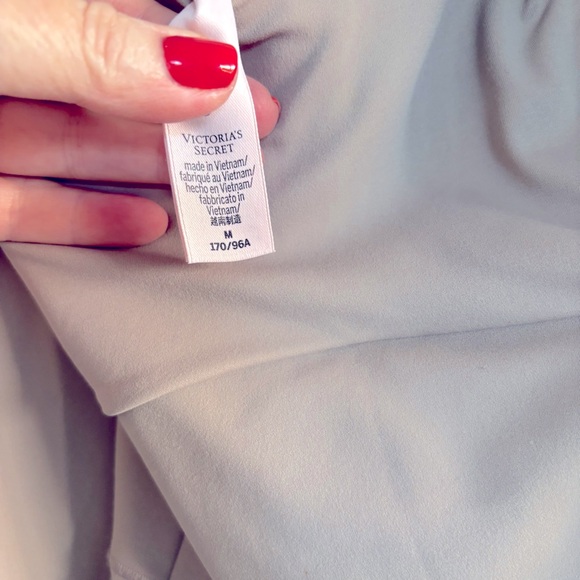 VICTORIA'S
SECRET
made in Vietnam/
fabriqué au Vietnam/
hecho en Vietnam/
fabbricato in
Vietnam/
越南制造
M
170/96A